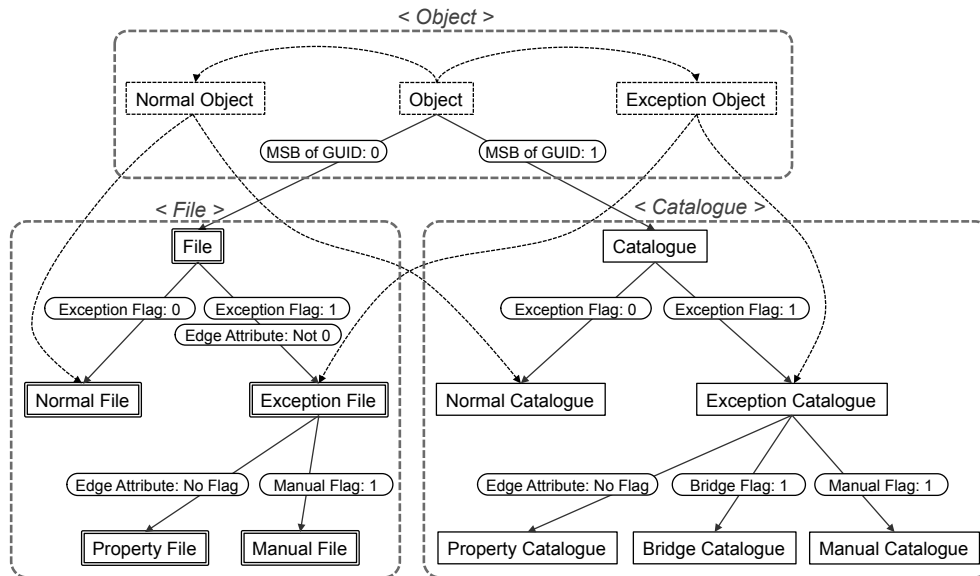 < Object >
Normal Object
Object
Exception Object
MSB of GUID: 0
MSB of GUID: 1
< File >
< Catalogue >
File
Catalogue
Exception Flag: 0
Exception Flag: 1
Exception Flag: 0
Exception Flag: 1
Edge Attribute: Not 0
Normal File
Exception File
Normal Catalogue
Exception Catalogue
Edge Attribute: No Flag
Manual Flag: 1
Edge Attribute: No Flag
Bridge Flag: 1
Manual Flag: 1
Property File
Manual File
Property Catalogue
Bridge Catalogue
Manual Catalogue